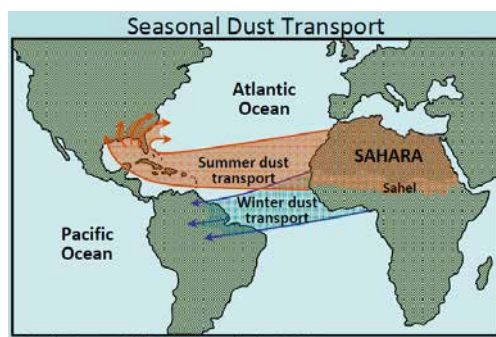 Seasonal Dust Transport
Atlantic
Ocean
SAHARA
Summer dust
transport
Sahel
Winter dust
transport
Pacific
Ocean